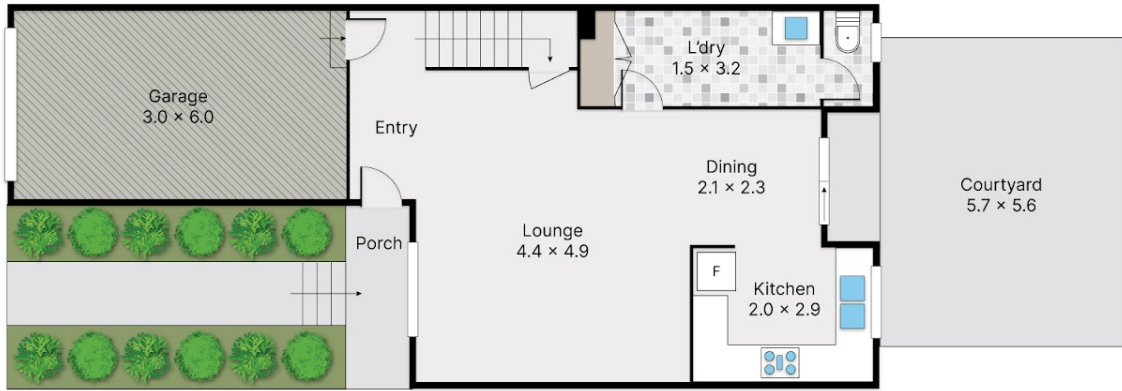 Garage
3.0 × 6.0
Entry
L'dry
1.5 × 3.2
Dining
2.1 × 2.3
Courtyard
5.7 × 5.6
Porch
Lounge
4.4 × 4.9
F
Kitchen
2.0 × 2.9